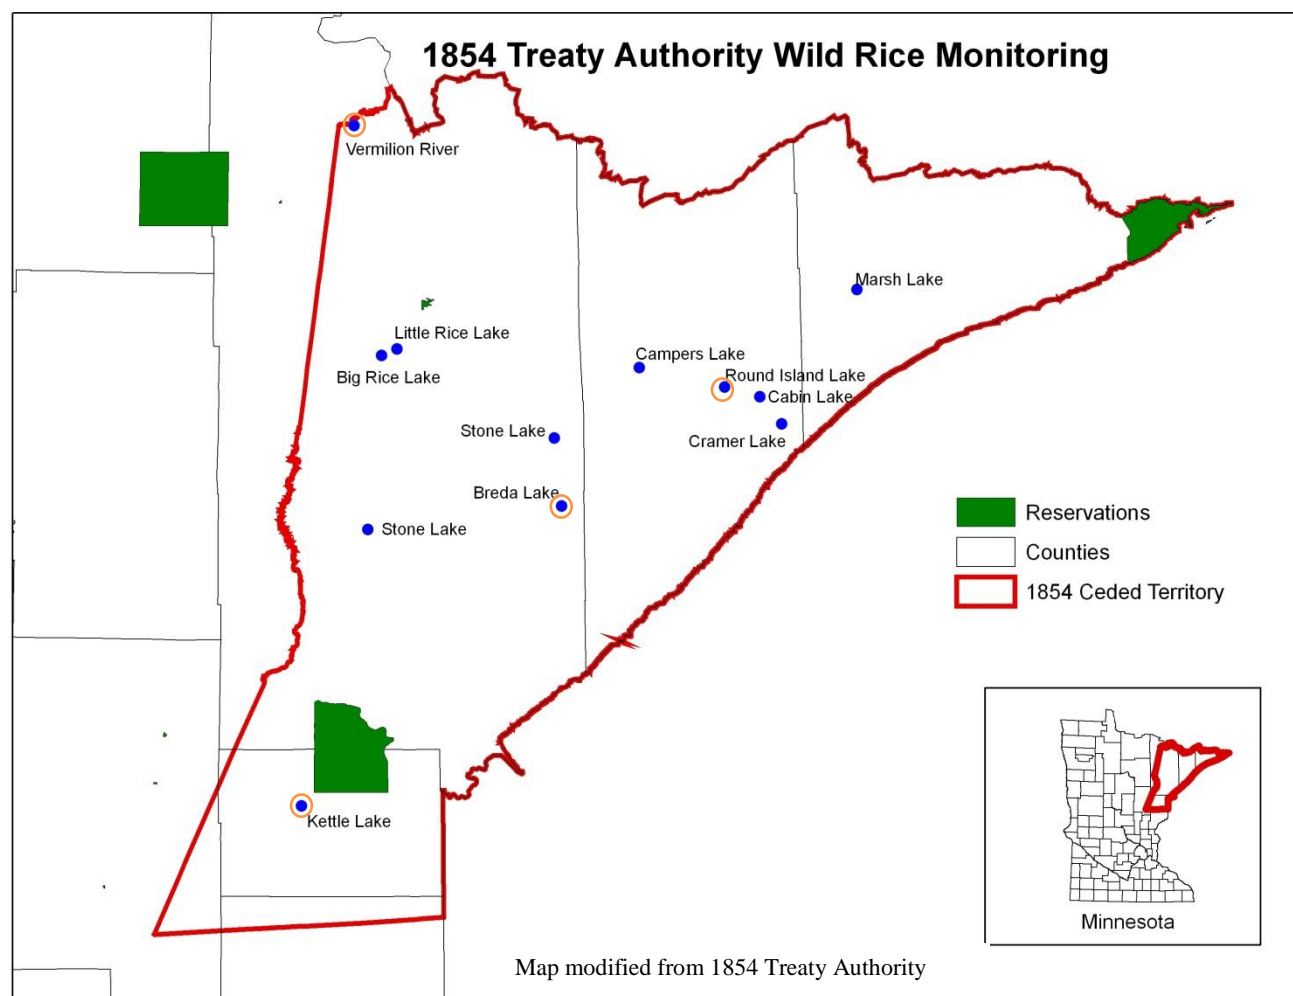 1854 Treaty Authority Wild Rice Monitoring
Vermilion River
Marsh Lake
Little Rice Lake
Big Rice Lake
Campers Lake
Round Island Lake
Cabin Lake
Cramer Lake
Stone Lake
Breda Lake
Stone Lake
Reservations
Counties
1854 Ceded Territory
Kettle Lake
Minnesota
Map modified from 1854 Treaty Authority